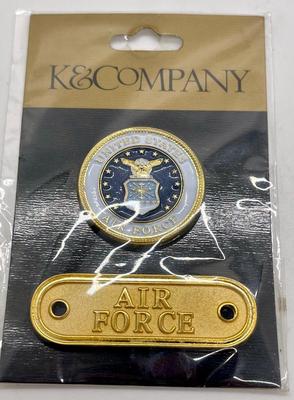 K&COMPANY
UNITED STATES
AIR FORCE
AIR
FORCE